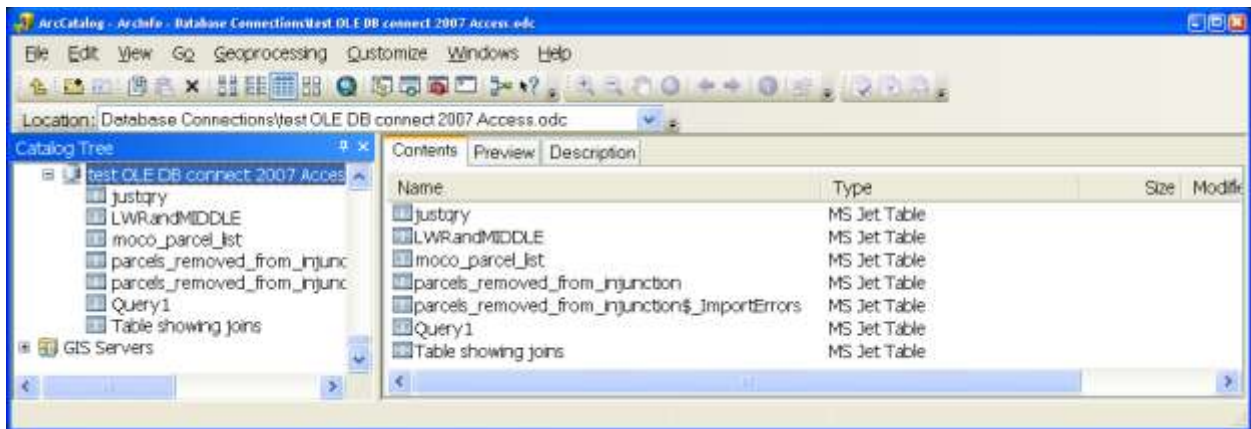 ArcCatalog - ArcInfo - Database Connections\test OLE DB connect 2007 Access.odc
File Edit View Go Geoprocessing Customize Windows Help
Location: Database Connections\test OLE DB connect 2007 Access.odc
Catalog Tree
test OLE DB connect 2007 Acces
justqry
LWRandMIDDLE
moco_parcel_list
parcels_removed_from_injunc
parcels_removed_from_injunc
Query1
Table showing joins
GIS Servers
Contents Preview Description
Name Type Size Modifie
justqry MS Jet Table
LWRandMIDDLE MS Jet Table
moco_parcel_list MS Jet Table
parcels_removed_from_injunction MS Jet Table
parcels_removed_from_injunction$_ImportErrors MS Jet Table
Query1 MS Jet Table
Table showing joins MS Jet Table